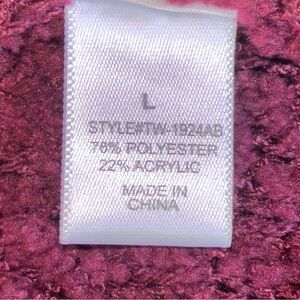 L
STYLE#TW-1924AB
78% POLYESTER
22% ACRYLIC
MADE IN
CHINA